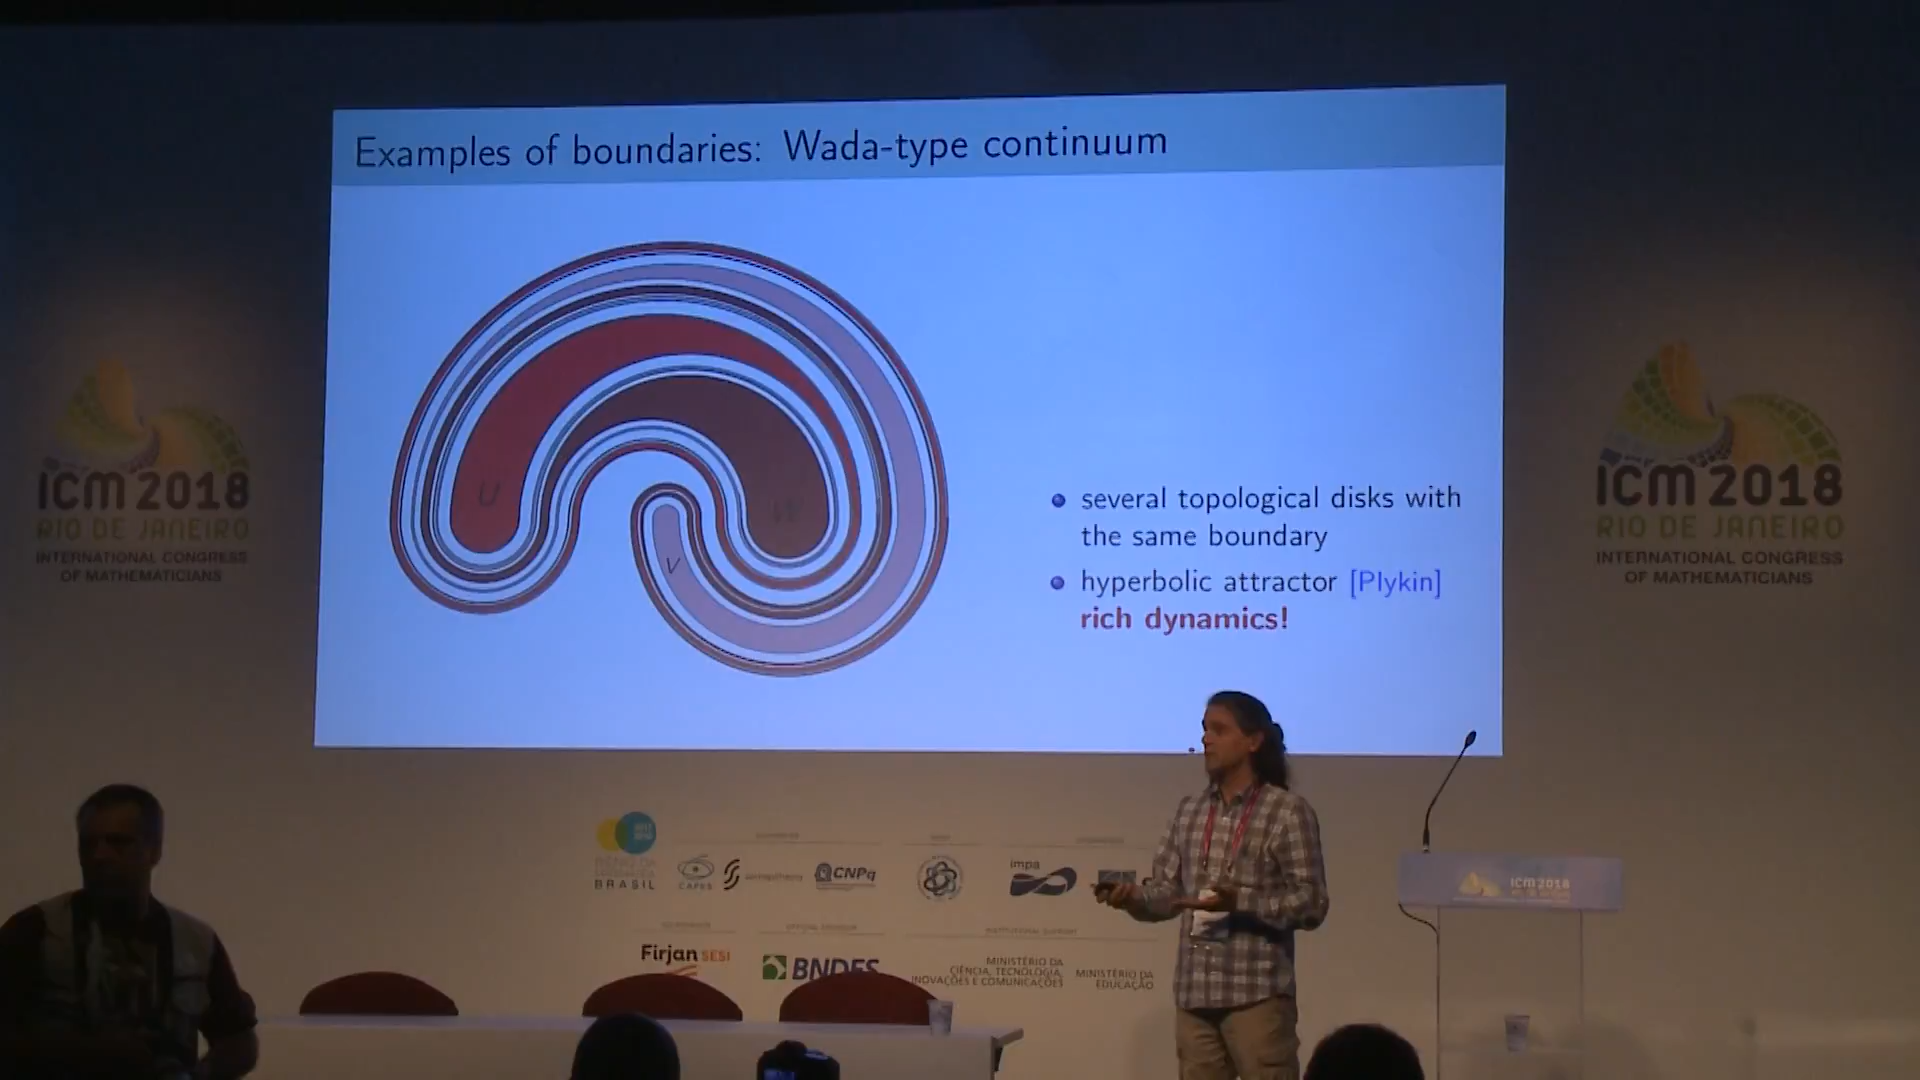 Examples of boundaries: Wada-type continuum
U
V
several topological disks with
the same boundary
hyperbolic attractor [Plykin]
rich dynamics!
ICM 2018
RIO DE JANEIRO
INTERNATIONAL CONGRESS
OF MATHEMATICIANS
ICM 2018
RIO DE JANEIRO
INTERNATIONAL CONGRESS
OF MATHEMATICIANS
BRASIL
CAPES
CNPq
impa
Firjan SESI
BNDES
INSTITUTIONAL SUPPORT
MINISTÉRIO DA
CIÊNCIA, TECNOLOGIA,
INOVAÇÕES E COMUNICAÇÕES
MINISTÉRIO DA
EDUCAÇÃO
ICM 2018